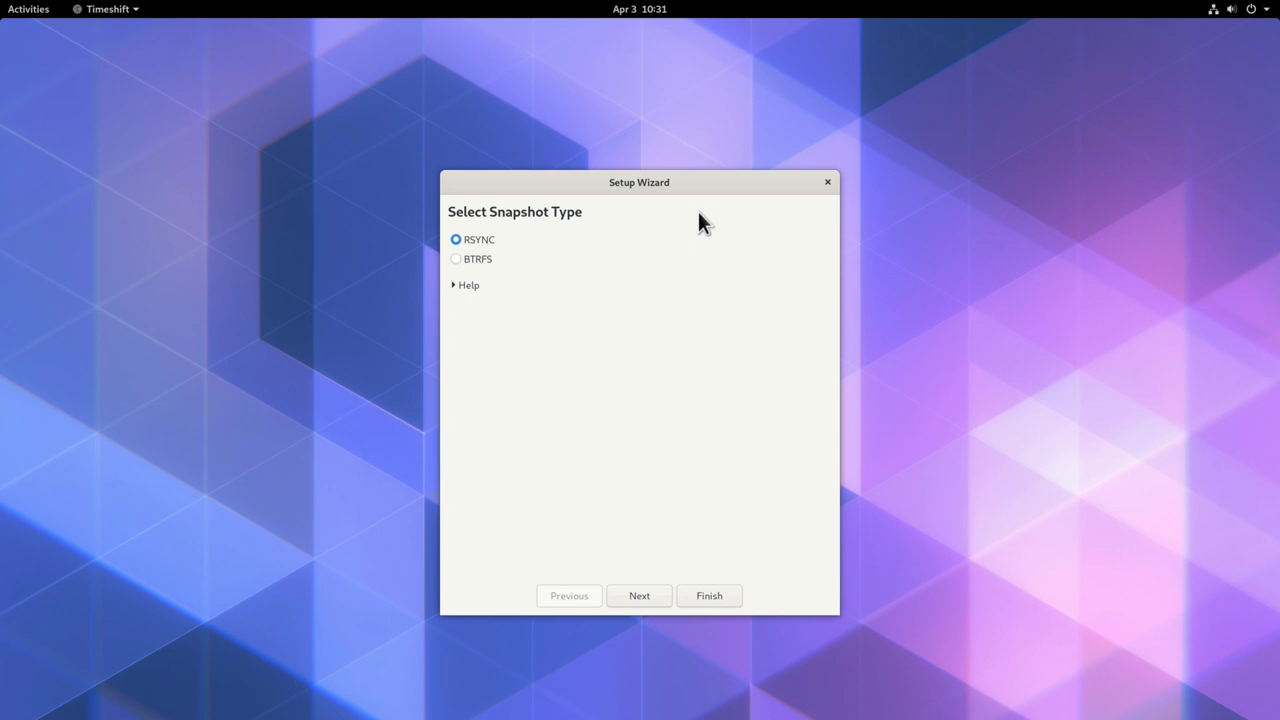 Activities Timeshift Apr 3 10:31
Setup Wizard
Select Snapshot Type
RSYNC
BTRFS
Help
Previous Next Finish